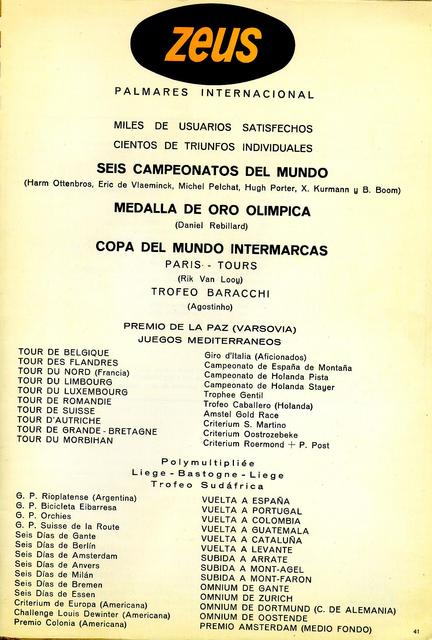 zeus
PALMARES INTERNACIONAL
MILES DE USUARIOS SATISFECHOS
CIENTOS DE TRIUNFOS INDIVIDUALES
SEIS CAMPEONATOS DEL MUNDO
(Harm Ottenbros, Eric de Vlaeminck, Michel Pelchat, Hugh Porter, X. Kurmann y B. Boom)
MEDALLA DE ORO OLIMPICA
(Daniel Rebillard)
COPA DEL MUNDO INTERMARCAS
PARIS - TOURS
(Rik Van Looy)
TROFEO BARACCHI
(Agostinho)
PREMIO DE LA PAZ (VARSOVIA)
JUEGOS MEDITERRANEOS
TOUR DE BELGIQUE
TOUR DES FLANDRES
TOUR DU NORD (Francia)
TOUR DU LIMBOURG
TOUR DU LUXEMBOURG
TOUR DE ROMANDIE
TOUR DE SUISSE
TOUR D'AUTRICHE
TOUR DE GRANDE-BRETAGNE
TOUR DU MORBIHAN
Giro d'Italia (Aficionados)
Campeonato de España de Montaña
Campeonato de Holanda Pista
Campeonato de Holanda Stayer
Trophee Gentil
Trofeo Caballero (Holanda)
Amstel Gold Race
Criterium S. Martino
Criterium Oostrozebeke
Criterium Roermond + P. Post
Polymultipliée
Liege-Bastogne-Liege
Trofeo Sudáfrica
G. P. Rioplatense (Argentina)
G. P. Bicicleta Eibarresa
G. P. Orchies
G. P. Suisse de la Route
Seis Días de Gante
Seis Días de Berlín
Seis Días de Amsterdam
Seis Días de Anvers
Seis Días de Milán
Seis Días de Bremen
Seis Días de Essen
Criterium de Europa (Americana)
Challenge Louis Dewinter (Americana)
Premio Colonia (Americana)
VUELTA A ESPAÑA
VUELTA A PORTUGAL
VUELTA A COLOMBIA
VUELTA A GUATEMALA
VUELTA A CATALUÑA
VUELTA A LEVANTE
SUBIDA A ARRATE
SUBIDA A MONT-AGEL
SUBIDA A MONT-FARON
OMNIUM DE GANTE
OMNIUM DE ZURICH
OMNIUM DE DORTMUND (C. DE ALEMANIA)
OMNIUM DE OOSTENDE
PREMIO AMSTERDAM (MEDIO FONDO)
41